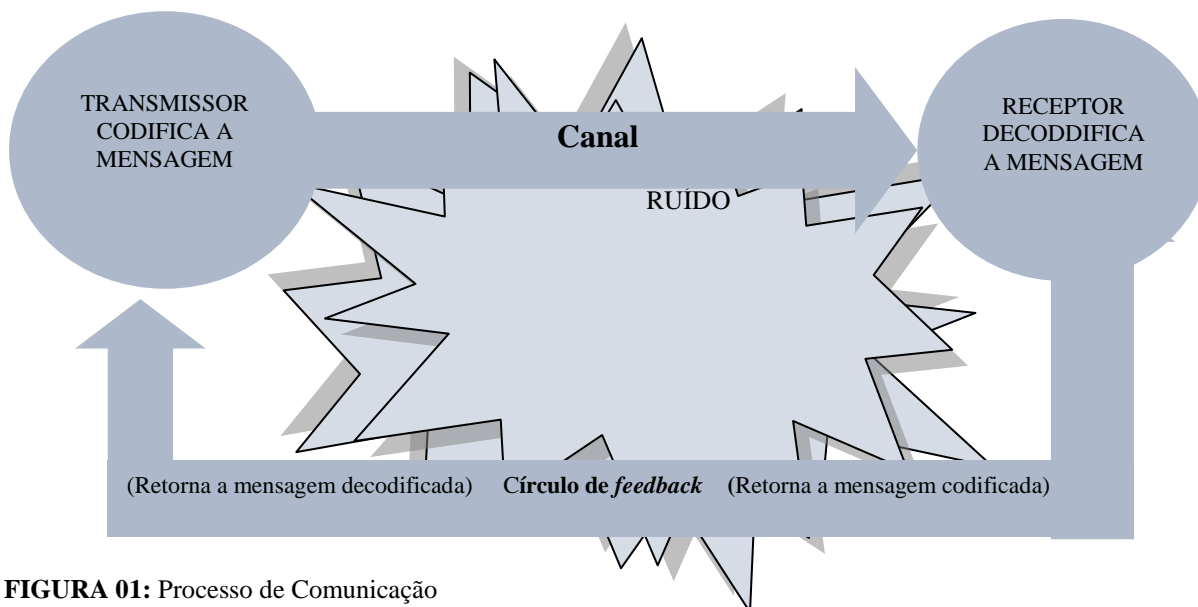 TRANSMISSOR
CODIFICA A
MENSAGEM
Canal
RECEPTOR
DECODDIFICA
A MENSAGEM
RUÍDO
(Retorna a mensagem decodificada) Círculo de feedback (Retorna a mensagem codificada)
FIGURA 01: Processo de Comunicação